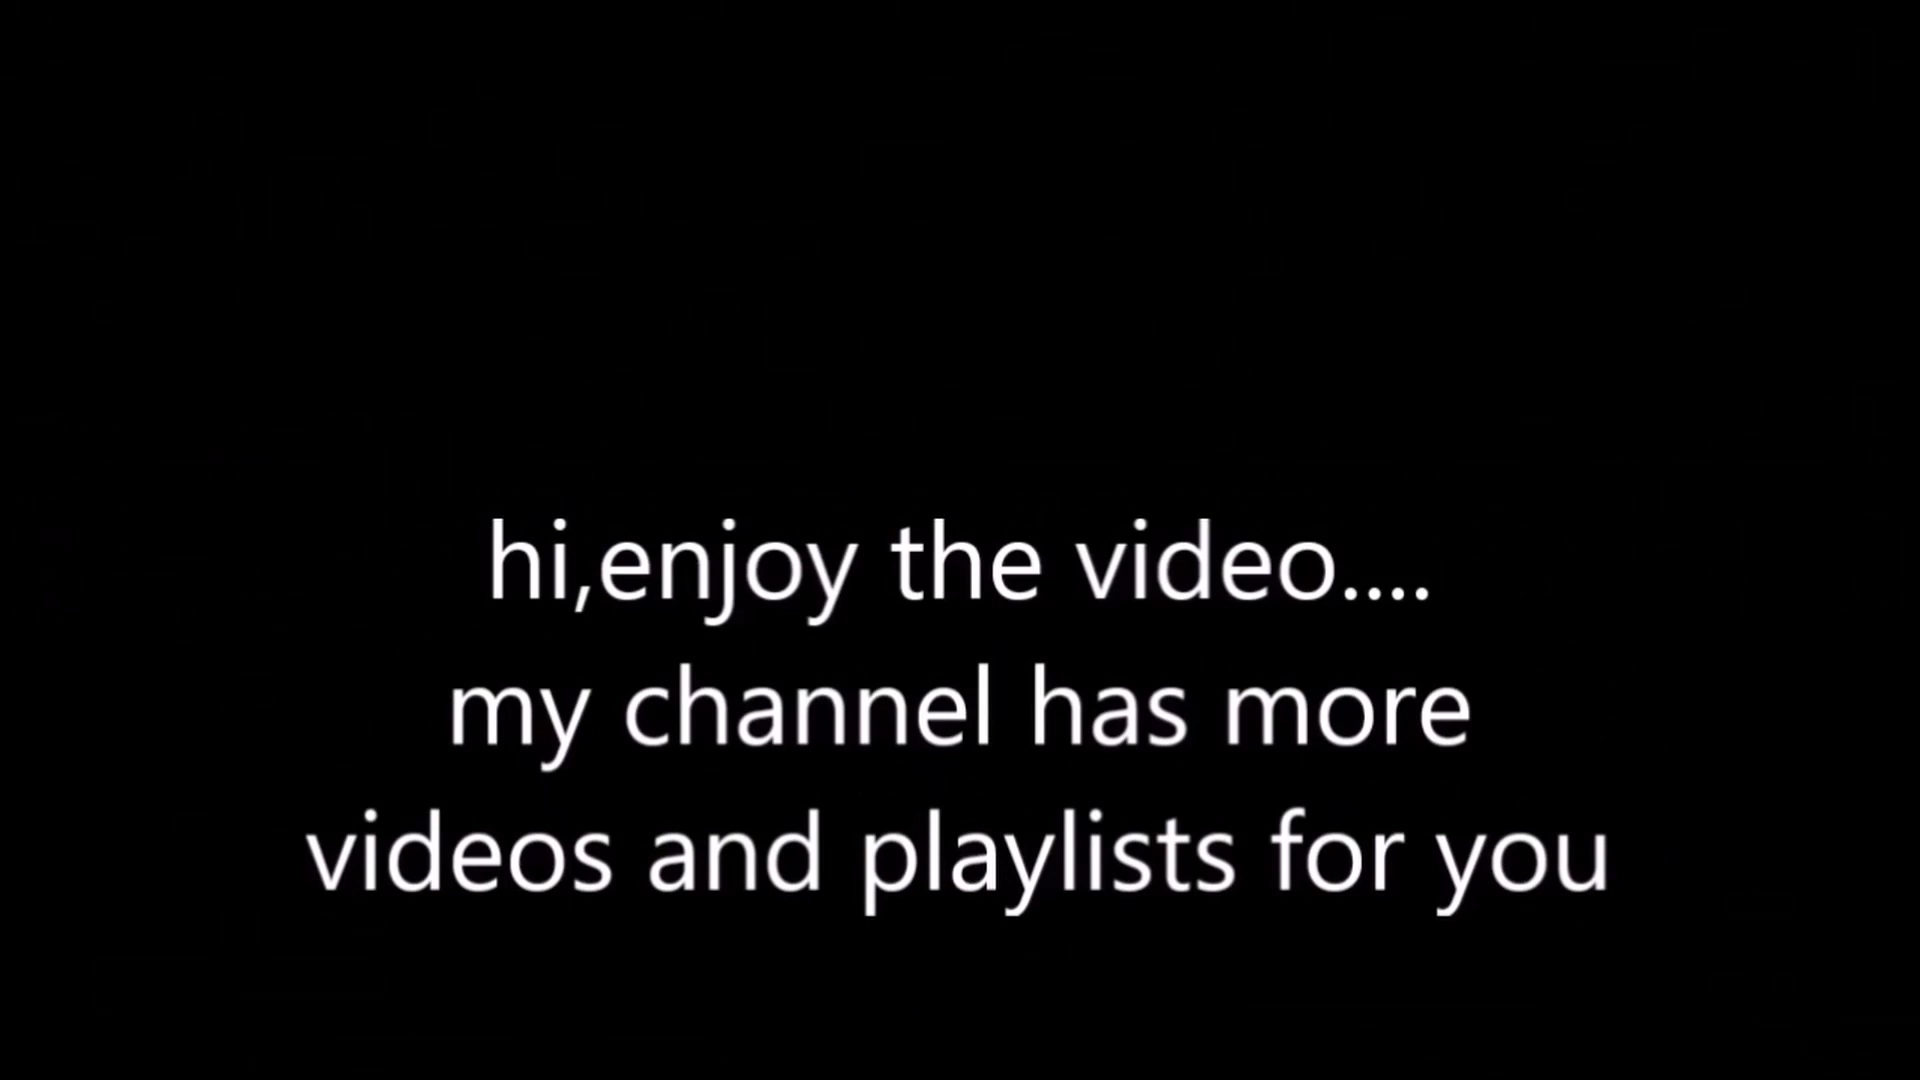 hi,enjoy the video....
my channel has more
videos and playlists for you